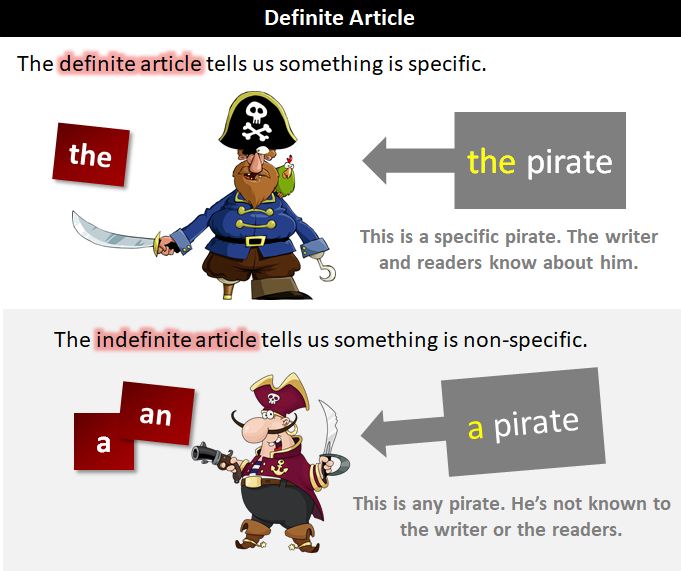 Definite Article
The definite article tells us something is specific.
the
the pirate
This is a specific pirate. The writer
and readers know about him.
The indefinite article tells us something is non-specific.
an
a
a pirate
This is any pirate. He's not known to
the writer or the readers.